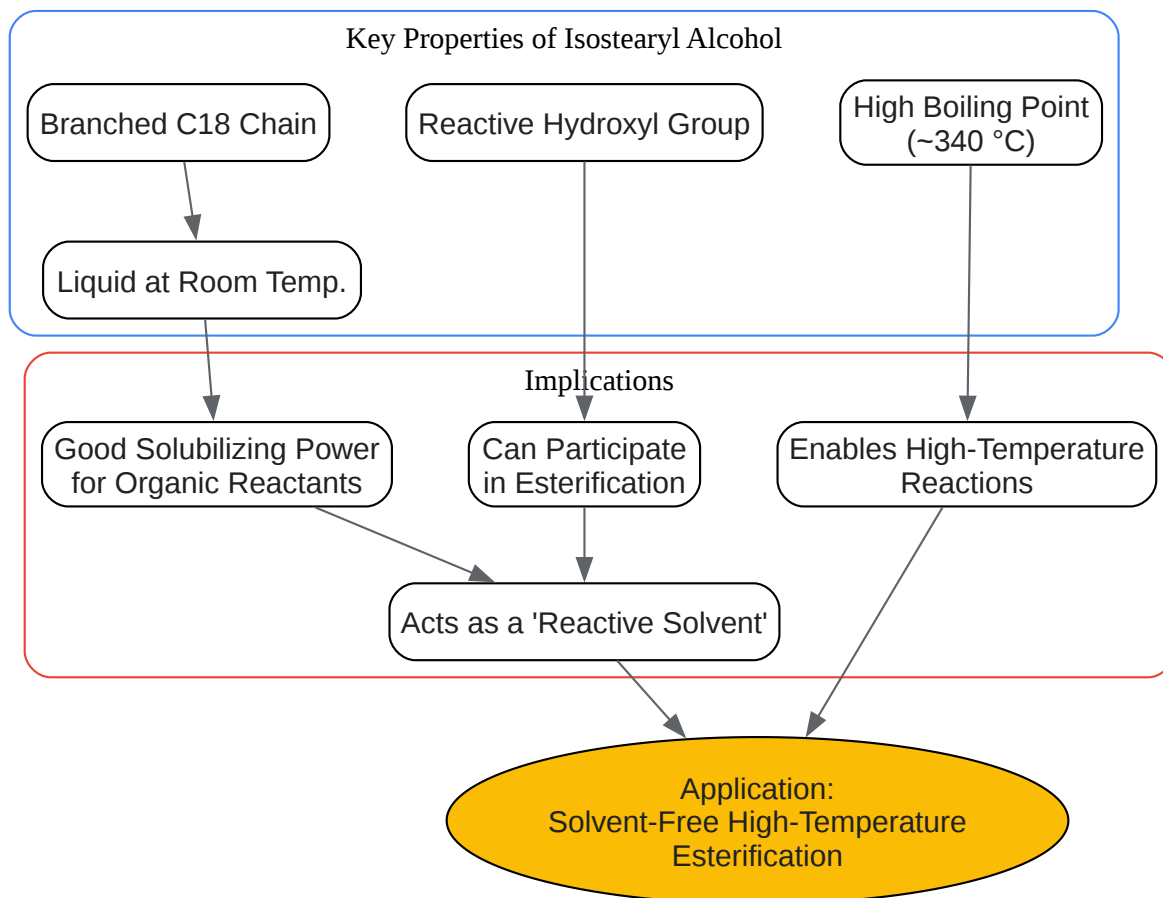 Key Properties of Isostearyl Alcohol
Branched C18 Chain
Reactive Hydroxyl Group
High Boiling Point
(~340 °C)
Liquid at Room Temp.
Implications
Good Solubilizing Power
for Organic Reactants
Can Participate
in Esterification
Enables High-Temperature
Reactions
Acts as a 'Reactive Solvent'
Application:
Solvent-Free High-Temperature
Esterification